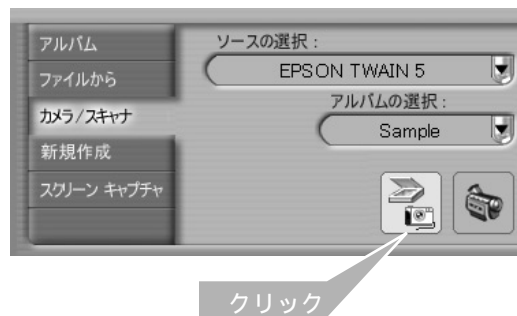 アルバム
ファイルから
カメラ/スキャナ
新規作成
スクリーン キャプチャ
ソースの選択：
EPSON TWAIN 5
アルバムの選択：
Sample
クリック